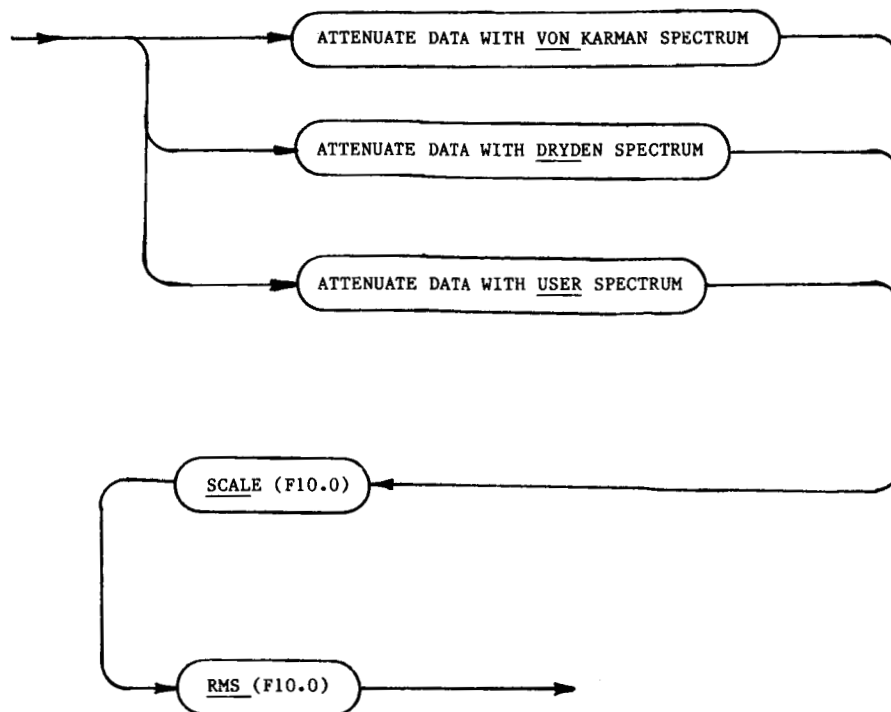 ATTENUATE DATA WITH VON KARMAN SPECTRUM
ATTENUATE DATA WITH DRYDEN SPECTRUM
ATTENUATE DATA WITH USER SPECTRUM
SCALE (F10.0)
RMS (F10.0)